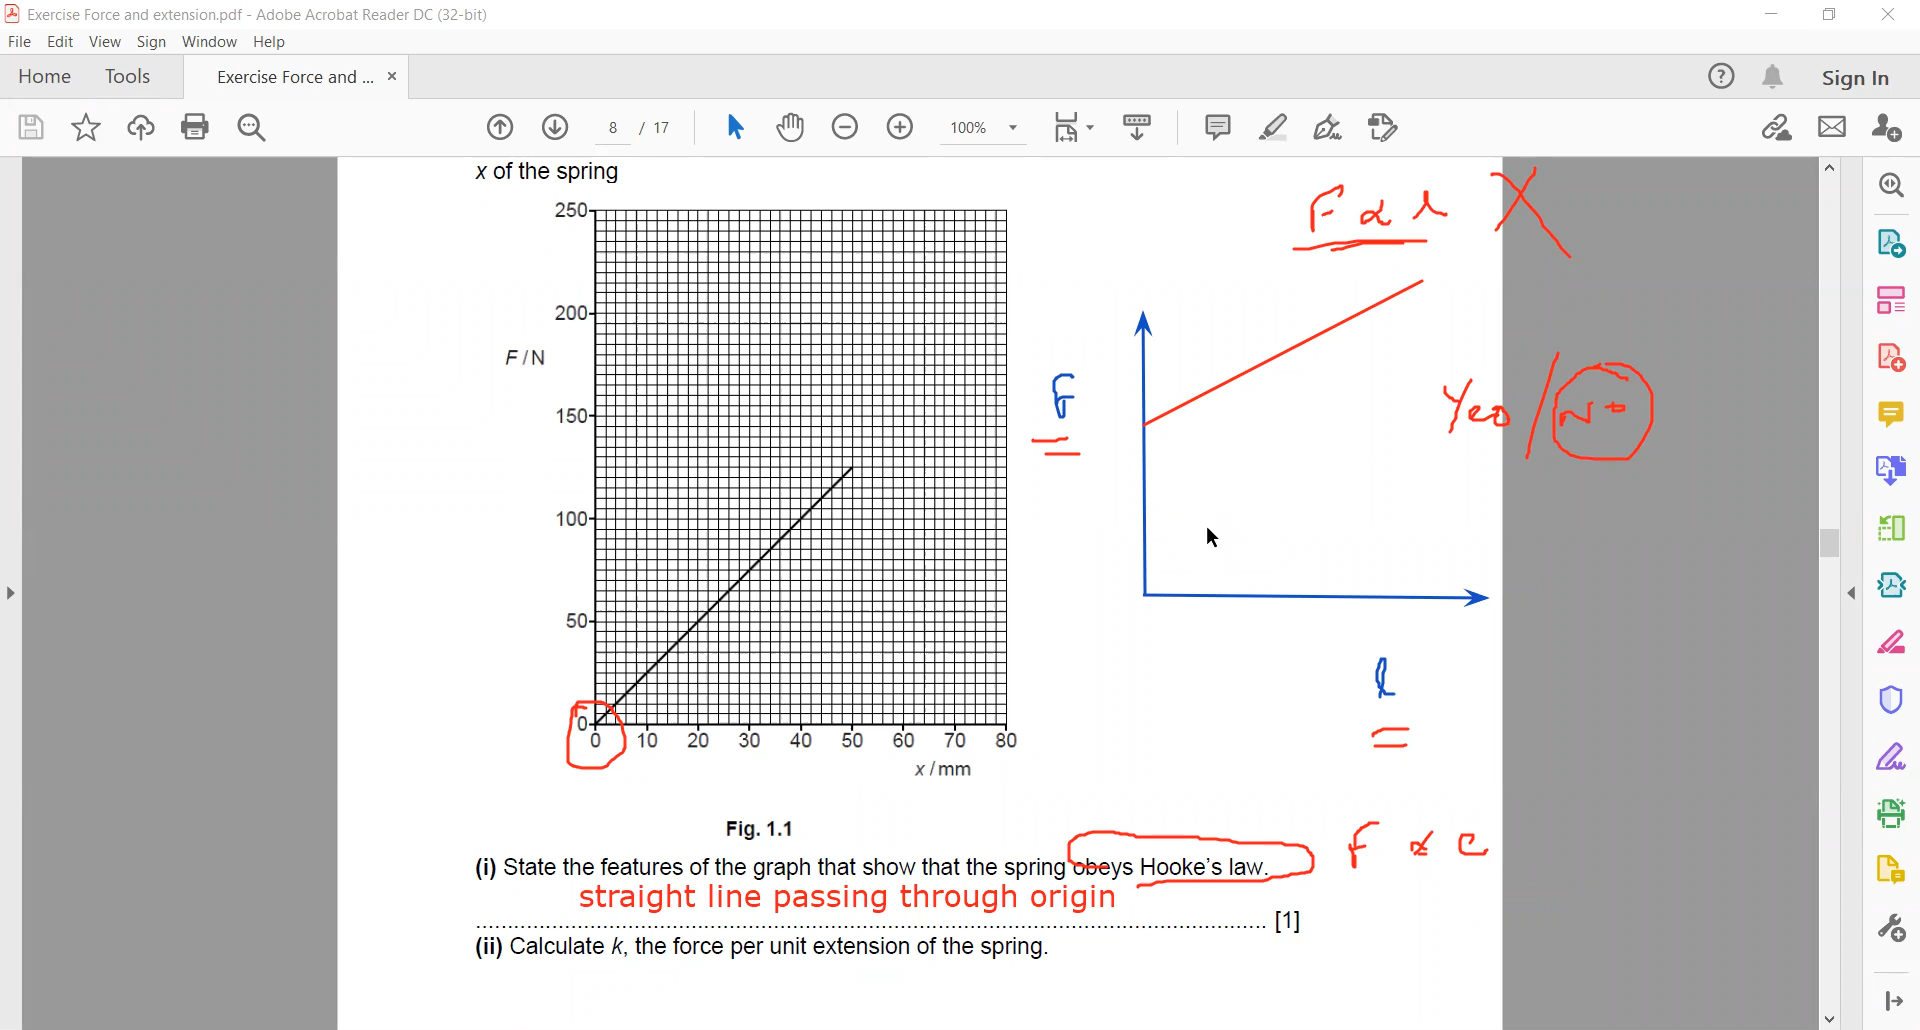 Exercise Force and extension.pdf - Adobe Acrobat Reader DC (32-bit)
File Edit View Sign Window Help
Home Tools Exercise Force and ... × Sign In
8 / 17 100%
x of the spring
250
200
F / N
150
100
50
0
0 10 20 30 40 50 60 70 80
x / mm
Fig. 1.1
F ∝ l X
F
Yes / No
l
(i) State the features of the graph that show that the spring obeys Hooke's law.
F ∝ e
straight line passing through origin
[1]
(ii) Calculate k, the force per unit extension of the spring.